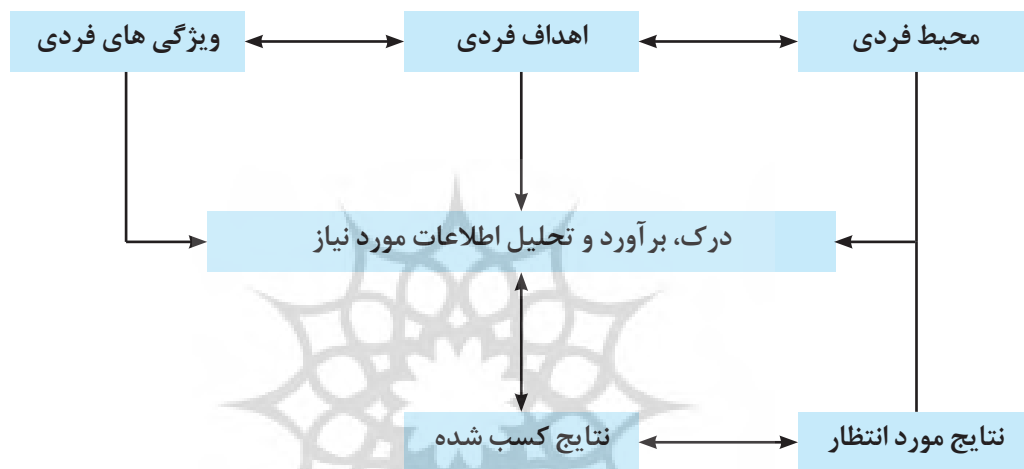 محیط فردی
اهداف فردی
ویژگی های فردی
درک، برآورد و تحلیل اطلاعات مورد نیاز
نتایج مورد انتظار
نتایج کسب شده